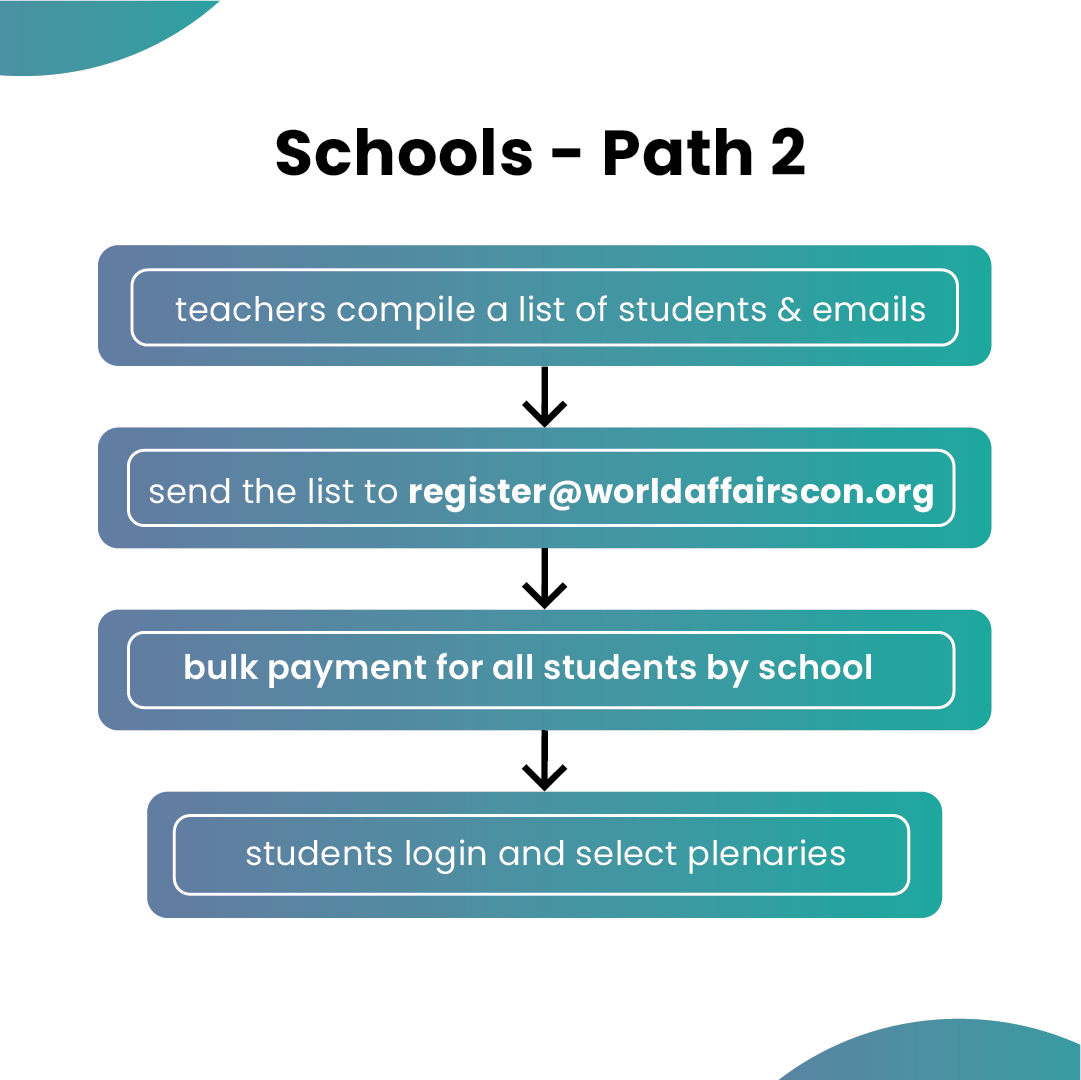 Schools - Path 2
teachers compile a list of students & emails
send the list to register@worldaffairscon.org
bulk payment for all students by school
students login and select plenaries